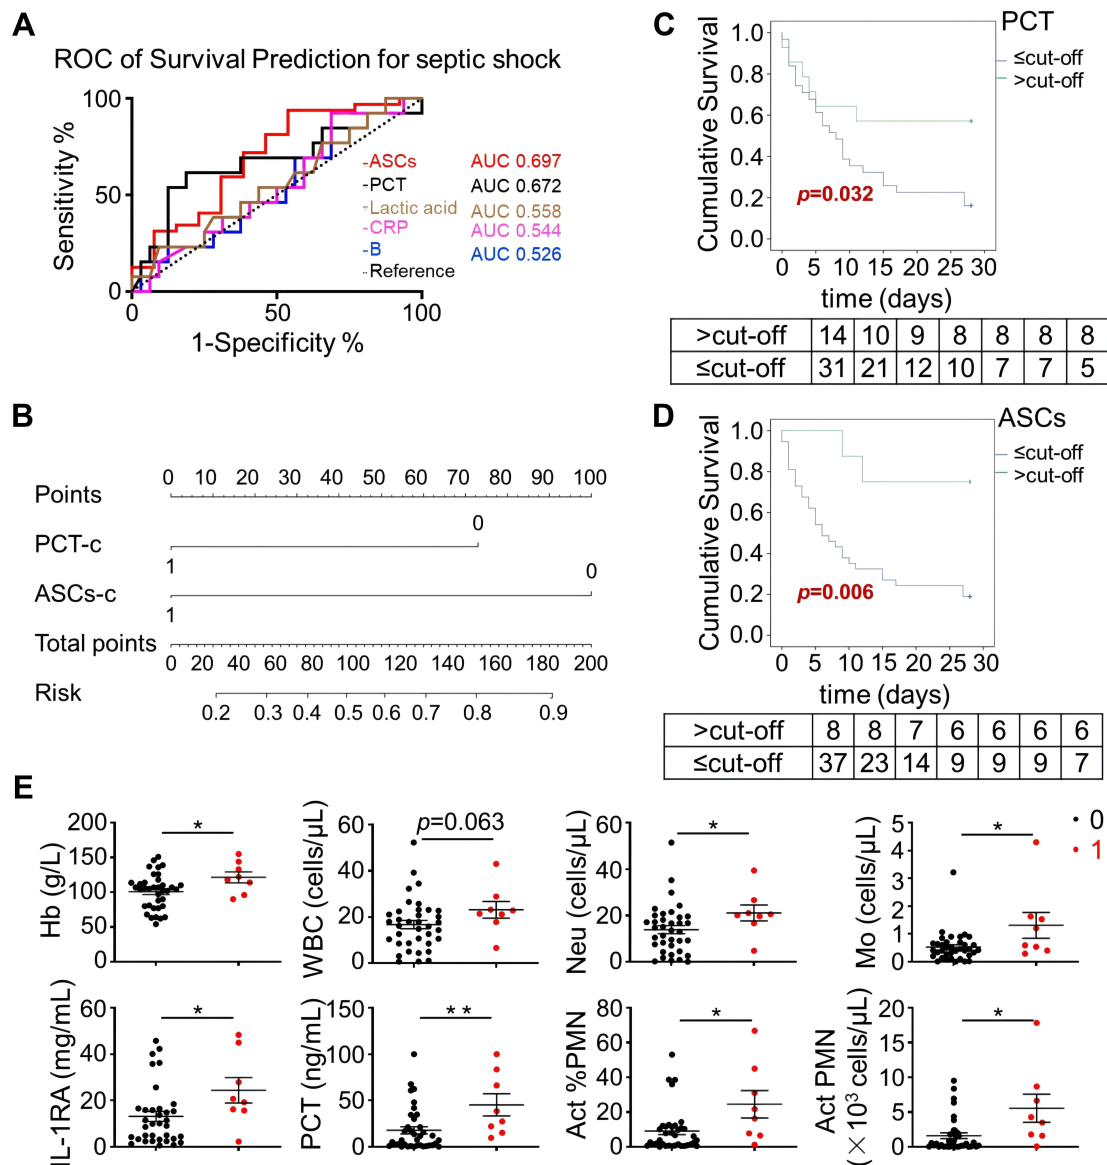 A
ROC of Survival Prediction for septic shock
100
50
0
0
50
100
Sensitivity %
1-Specificity %
-ASCs AUC 0.697
-PCT AUC 0.672
-Lactic acid AUC 0.558
-CRP AUC 0.544
-B AUC 0.526
··Reference
C
PCT
≤cut-off
>cut-off
Cumulative Survival
1.0
0.8
0.6
0.4
0.2
0.0
p=0.032
0 5 10 15 20 25 30
time (days)
>cut-off 14 10 9 8 8 8 8
≤cut-off 31 21 12 10 7 7 5
B
0 10 20 30 40 50 60 70 80 90 100
Points
0
PCT-c
1
0
ASCs-c
1
Total points
0 20 40 60 80 100 120 140 160 180 200
Risk
0.2 0.3 0.4 0.5 0.6 0.7 0.8 0.9
D
ASCs
≤cut-off
>cut-off
Cumulative Survival
1.0
0.8
0.6
0.4
0.2
0.0
p=0.006
0 5 10 15 20 25 30
time (days)
>cut-off 8 8 7 6 6 6 6
≤cut-off 37 23 14 9 9 9 7
E
Hb (g/L)
200
150
100
50
0
*
WBC (cells/μL)
60
40
20
0
p=0.063
Neu (cells/μL)
60
40
20
0
*
Mo (cells/μL)
5
4
3
2
1
0
*
0
1
IL-1RA (mg/mL)
60
40
20
0
*
PCT (ng/mL)
150
100
50
0
**
Act %PMN
80
60
40
20
0
*
Act PMN
(×10³ cells/μL)
20
15
10
5
0
*